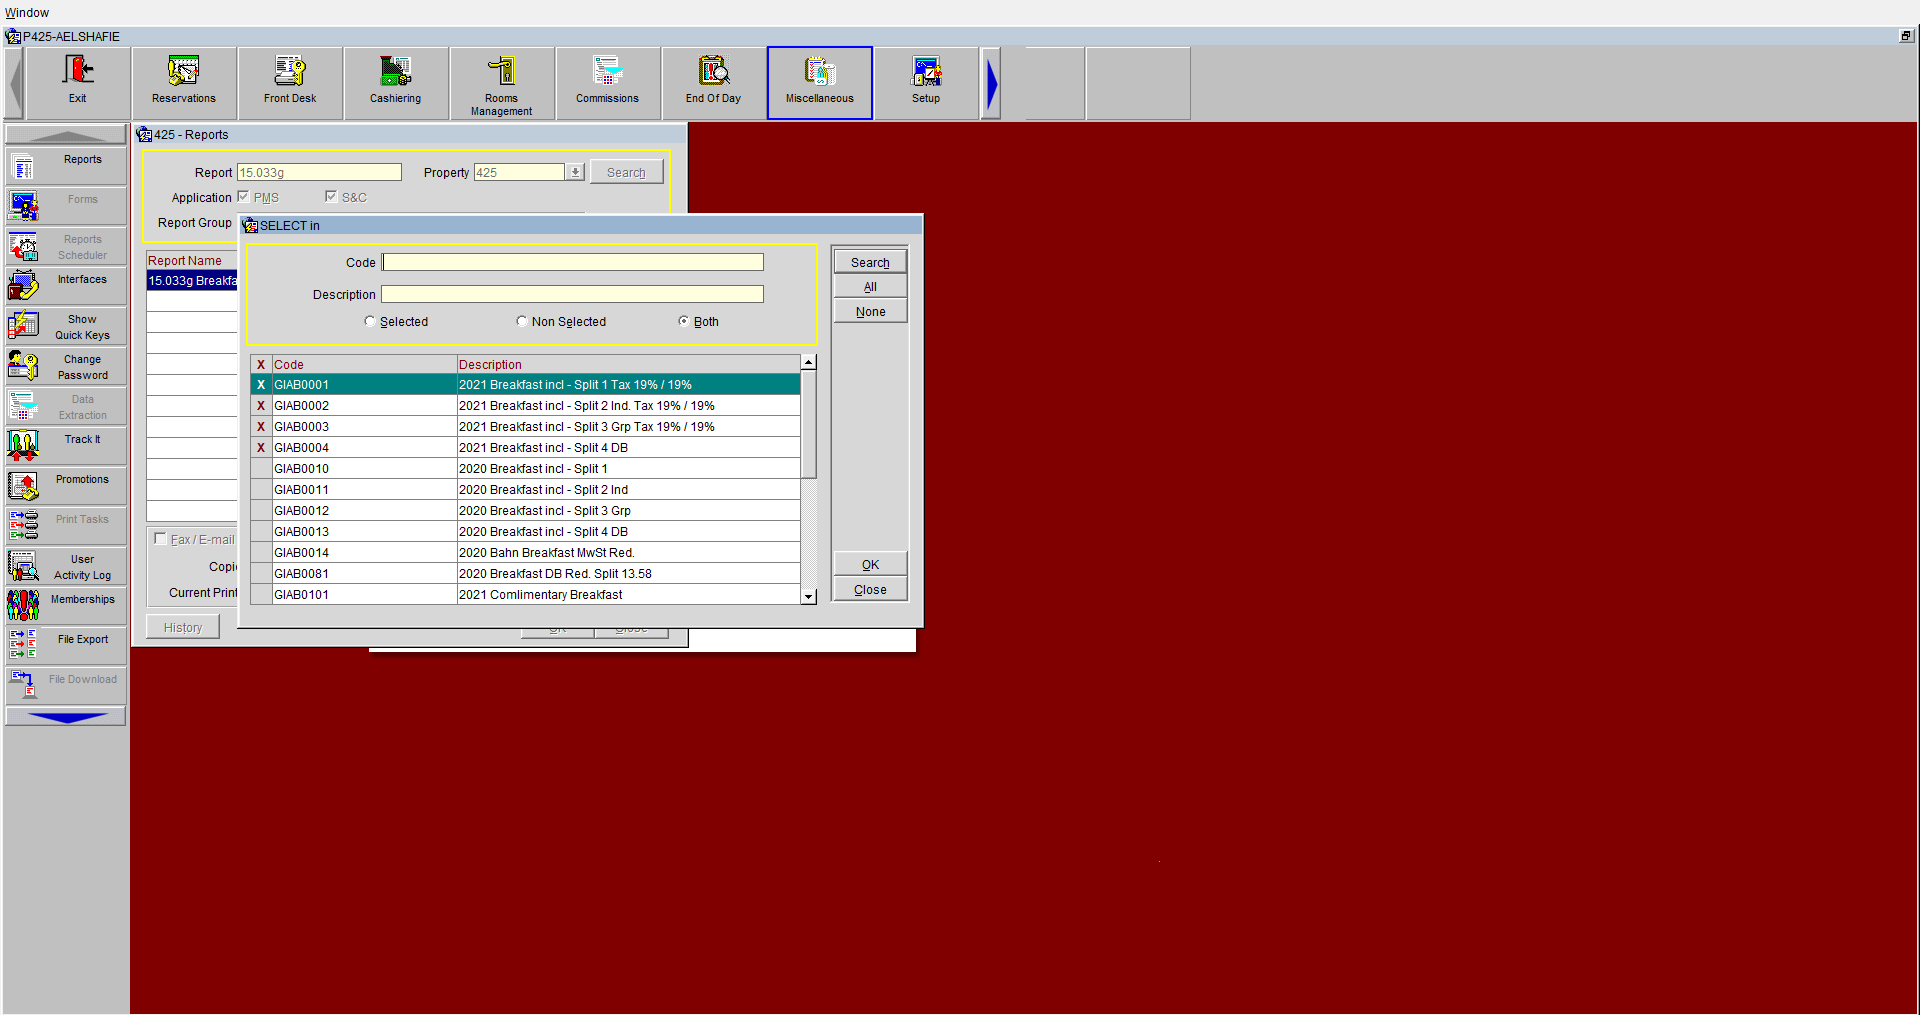 Window
P425-AELSHAFIE
Exit
Reservations
Front Desk
Cashiering
Rooms
Management
Commissions
End Of Day
Miscellaneous
Setup
Reports
Forms
Reports
Scheduler
Interfaces
Show
Quick Keys
Change
Password
Data
Extraction
Track It
Promotions
Print Tasks
User
Activity Log
Memberships
File Export
File Download
425 - Reports
Report 15.033g Property 425 Search
Application PMS S&C
Report Group
Report Name
15.033g Breakfa
Fax / E-mail
Copie
Current Print
History
SELECT in
Code
Description
Selected Non Selected Both
Search
All
None
X Code Description
X GIAB0001 2021 Breakfast incl - Split 1 Tax 19% / 19%
X GIAB0002 2021 Breakfast incl - Split 2 Ind. Tax 19% / 19%
X GIAB0003 2021 Breakfast incl - Split 3 Grp Tax 19% / 19%
X GIAB0004 2021 Breakfast incl - Split 4 DB
GIAB0010 2020 Breakfast incl - Split 1
GIAB0011 2020 Breakfast incl - Split 2 Ind
GIAB0012 2020 Breakfast incl - Split 3 Grp
GIAB0013 2020 Breakfast incl - Split 4 DB
GIAB0014 2020 Bahn Breakfast MwSt Red.
GIAB0081 2020 Breakfast DB Red. Split 13.58
GIAB0101 2021 Comlimentary Breakfast
OK
Close